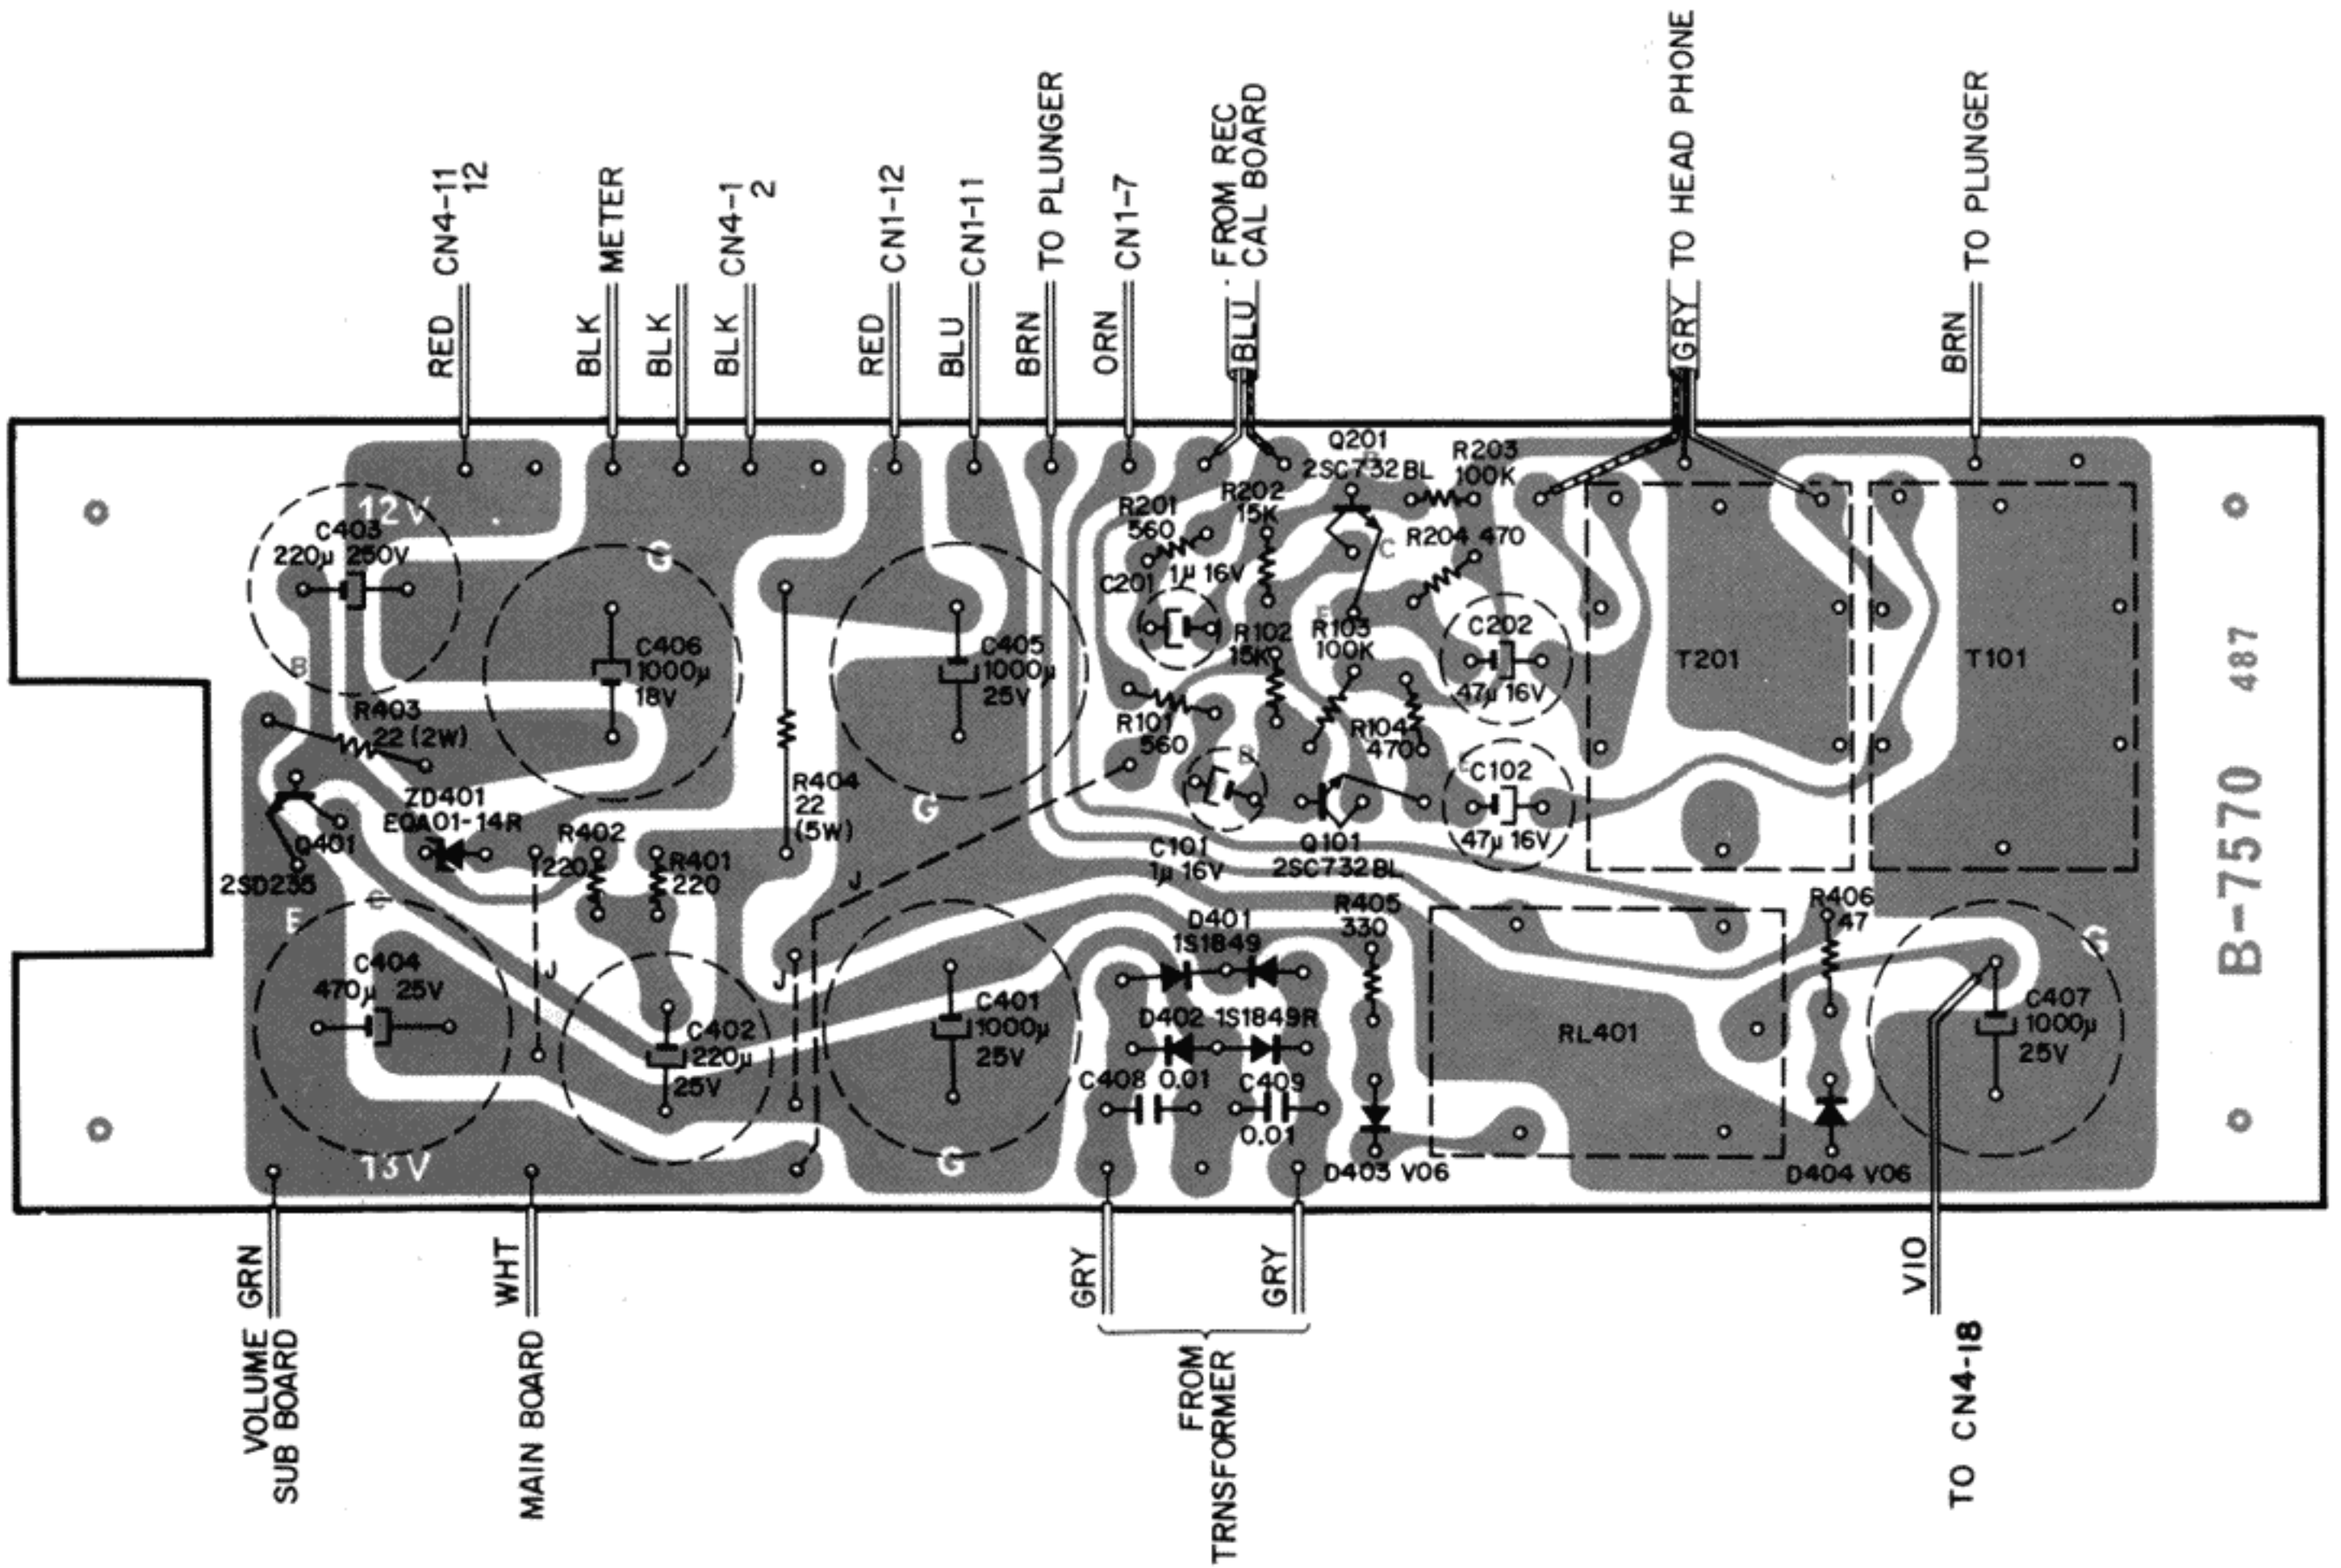 RED CN4-11
12
BLK METER
BLK
BLK CN4-1
2
RED CN1-12
BLU CN1-11
BRN TO PLUNGER
ORN CN1-7
BLU FROM REC
CAL BOARD
GRY TO HEAD PHONE
BRN TO PLUNGER
12V
C403
220μ 250V
G
C406
1000μ
18V
C405
1000μ
25V
B
R403
22 (2W)
R404
22
(5W)
G
ZD401
EQA01-14R
R402
220
R401
220
Q401
2SD235
E
C
J
J
J
C404
470μ 25V
C402
220μ
25V
C401
1000μ
25V
13V
G
Q201
2SC732BL
R203
100K
R202
15K
R201
560
R204 470
C
C201
1μ 16V
E
R102
15K
R103
100K
C202
47μ 16V
R101
560
R104
470
B
E
C102
47μ 16V
C101
1μ 16V
Q101
2SC732BL
T201
T101
D401
1S1849
R405
330
R406
47
G
D402 1S1849R
C408 0.01
C409
0.01
RL401
C407
1000μ
25V
D403 V06
D404 V06
B-7570 487
GRN
VOLUME
SUB BOARD
WHT
MAIN BOARD
GRY
GRY
FROM
TRNSFORMER
VIO
TO CN4-18